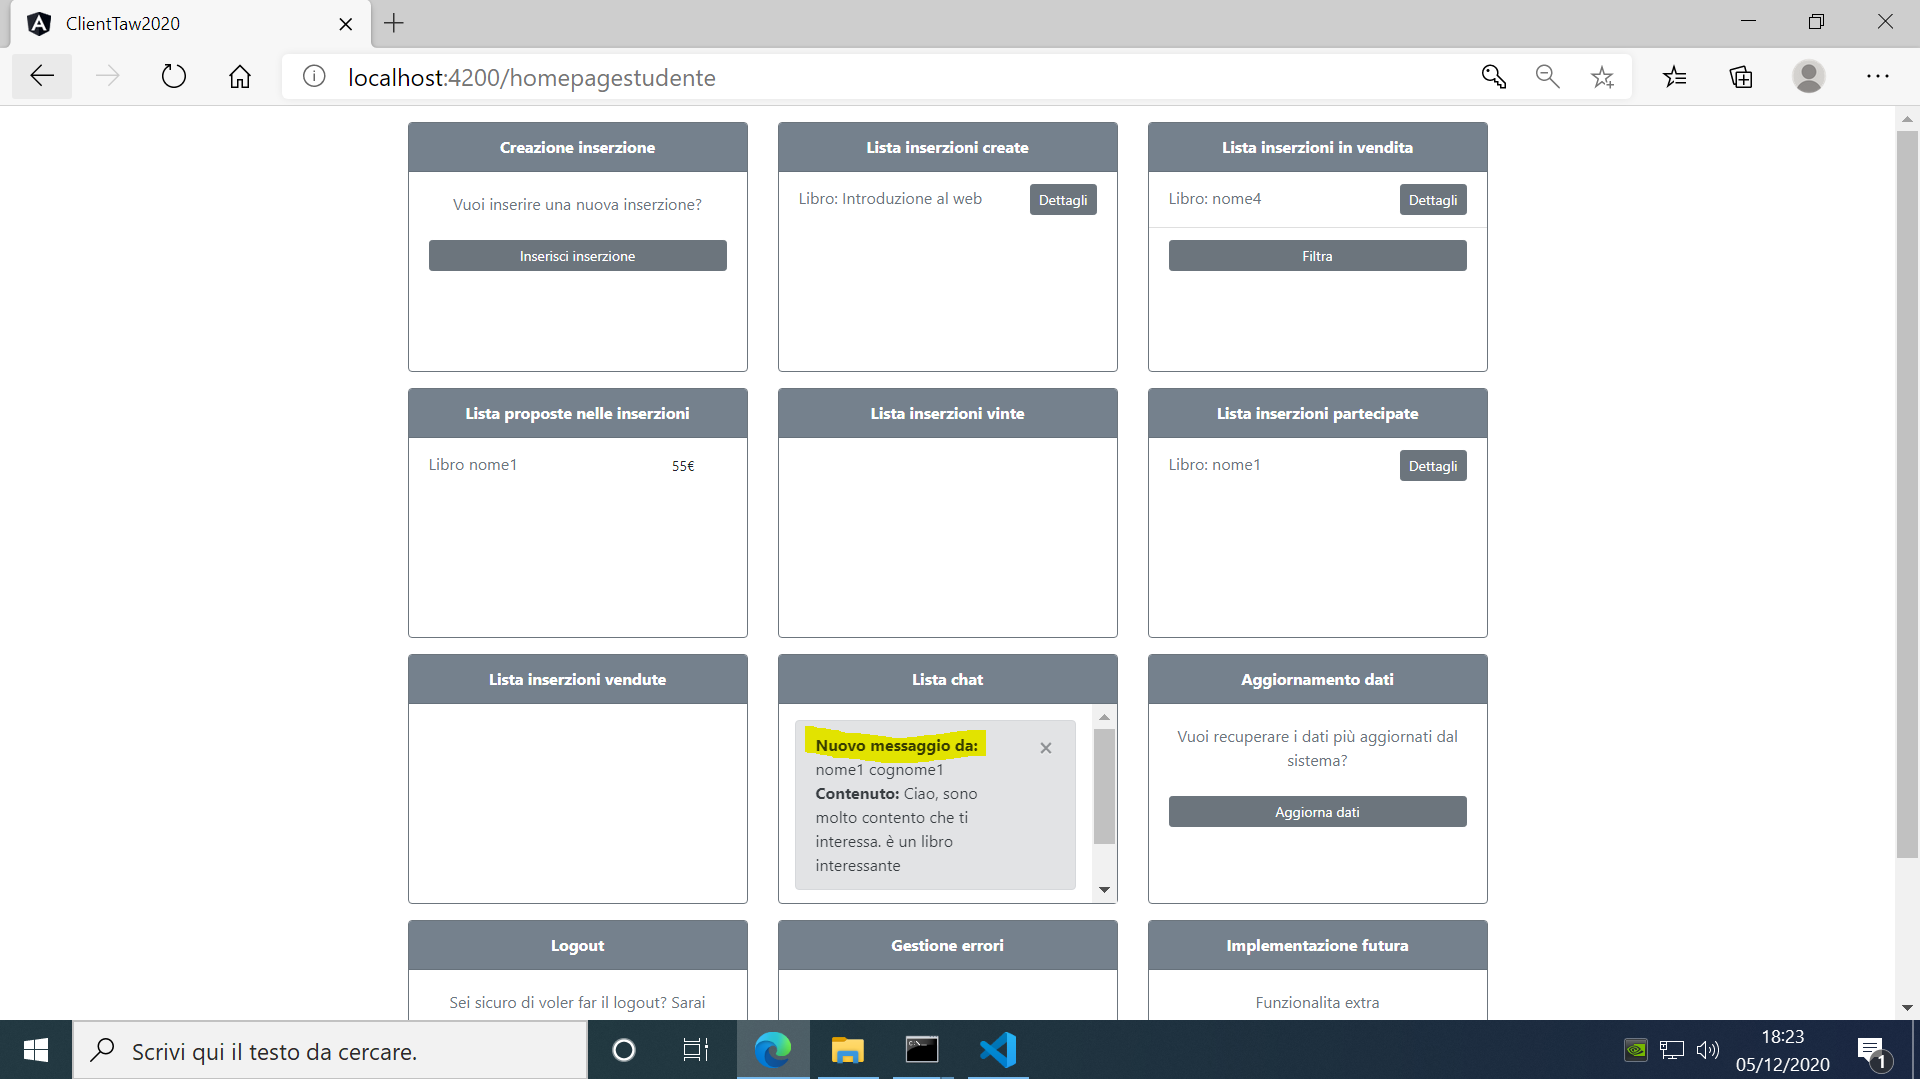 ClientTaw2020
localhost:4200/homepagestudente
Creazione inserzione
Vuoi inserire una nuova inserzione?
Inserisci inserzione
Lista inserzioni create
Libro: Introduzione al web
Dettagli
Lista inserzioni in vendita
Libro: nome4
Dettagli
Filtra
Lista proposte nelle inserzioni
Libro nome1
55€
Lista inserzioni vinte
Lista inserzioni partecipate
Libro: nome1
Dettagli
Lista inserzioni vendute
Lista chat
Nuovo messaggio da:
nome1 cognome1
Contenuto: Ciao, sono
molto contento che ti
interessa. è un libro
interessante
Aggiornamento dati
Vuoi recuperare i dati più aggiornati dal
sistema?
Aggiorna dati
Logout
Sei sicuro di voler far il logout? Sarai
Gestione errori
Implementazione futura
Funzionalita extra
Scrivi qui il testo da cercare.
18:23
05/12/2020
1